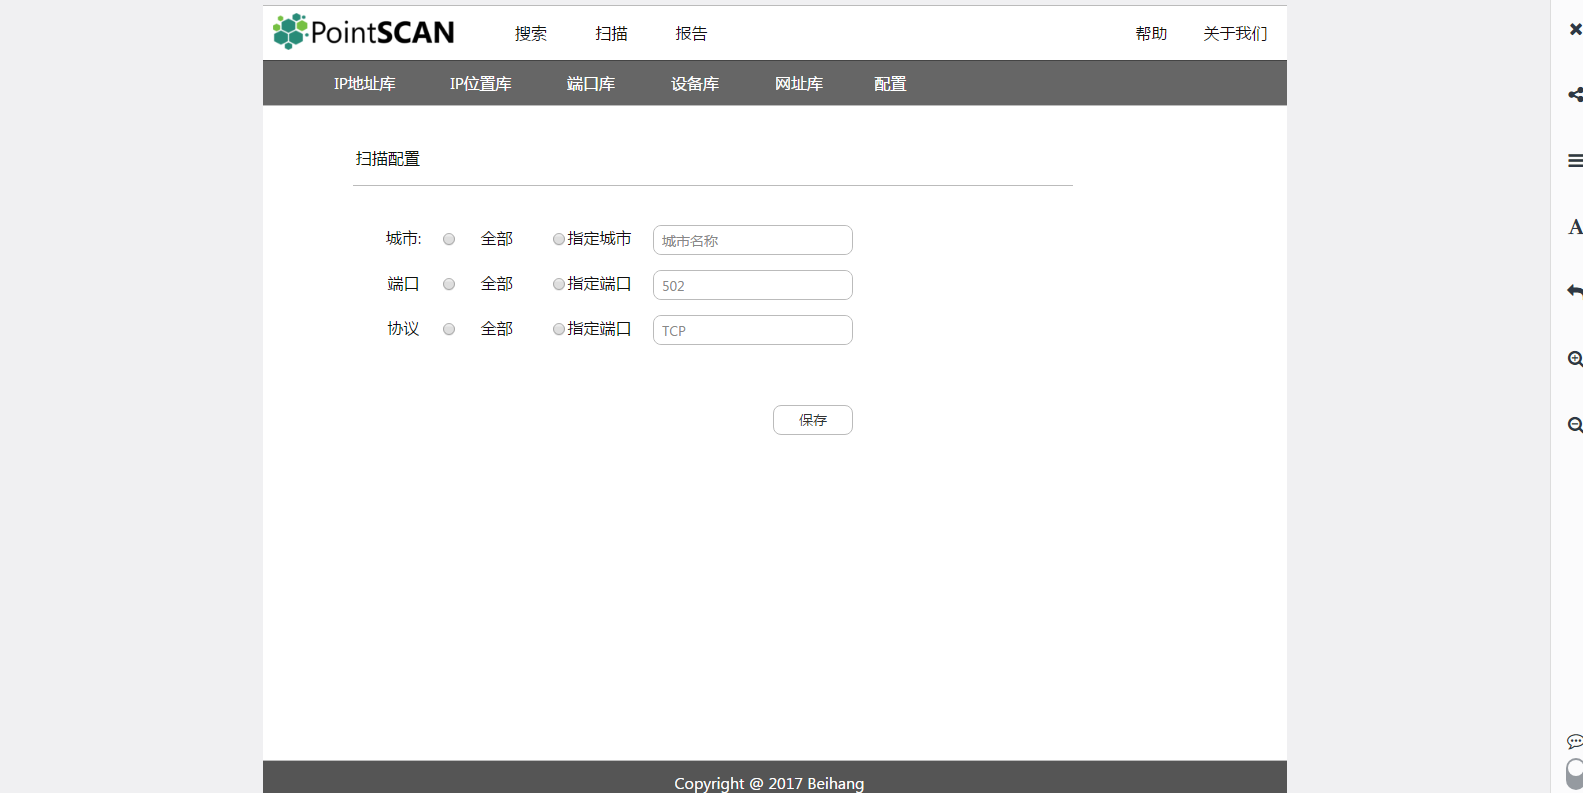 PointSCAN 搜索 扫描 报告 帮助 关于我们
IP地址库 IP位置库 端口库 设备库 网址库 配置
扫描配置
城市: 全部 指定城市 城市名称
端口 全部 指定端口 502
协议 全部 指定端口 TCP
保存
Copyright @ 2017 Beihang
A